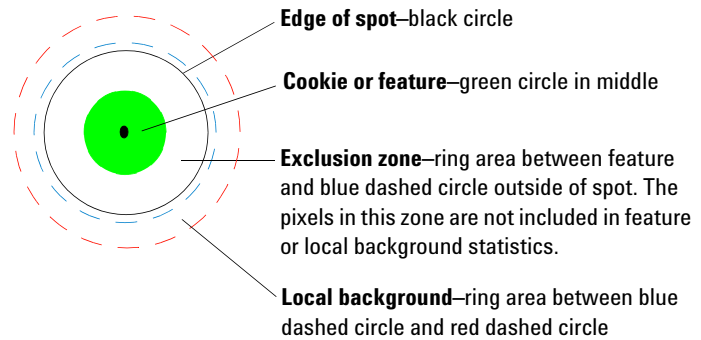 Edge of spot–black circle
Cookie or feature–green circle in middle
Exclusion zone–ring area between feature
and blue dashed circle outside of spot. The
pixels in this zone are not included in feature
or local background statistics.
Local background–ring area between blue
dashed circle and red dashed circle